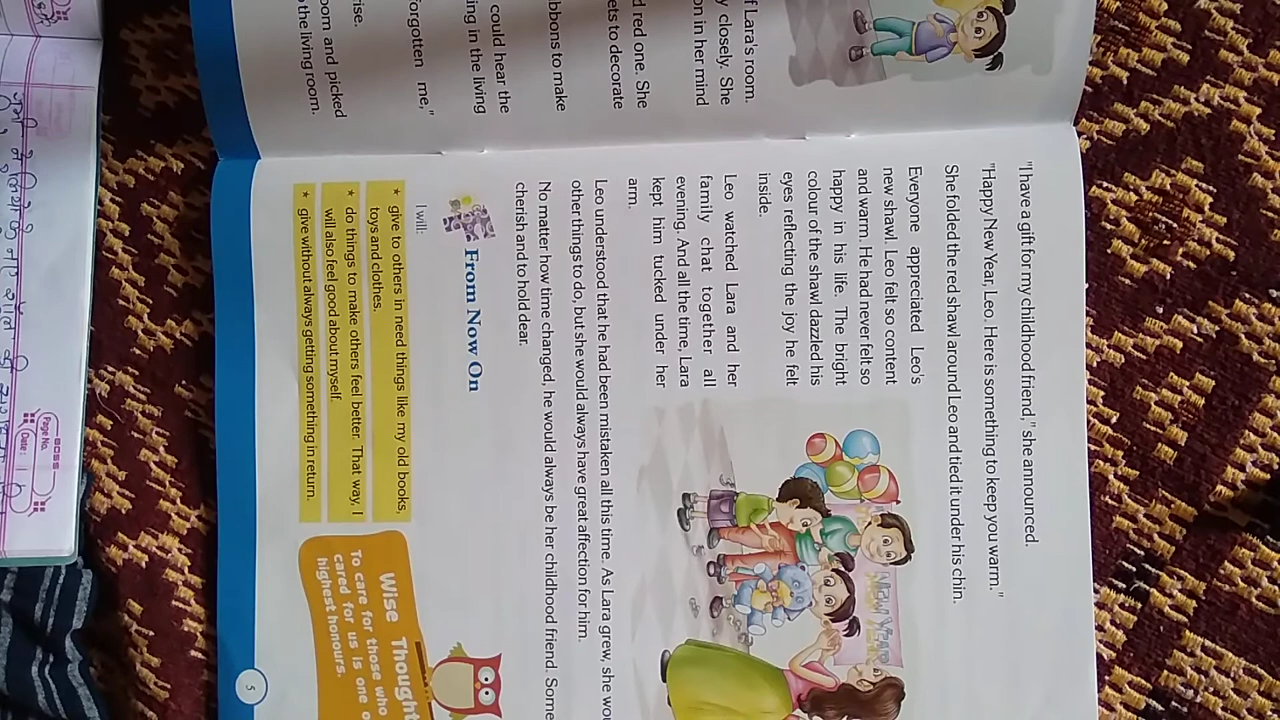 f Lara's room.
y closely. She
on in her mind
d red one. She
ets to decorate
bbons to make
could hear the
ing in the living
forgotten me,"
rise.
oom and picked
the living room.
"I have a gift for my childhood friend," she announced.
"Happy New Year, Leo. Here is something to keep you warm."
She folded the red shawl around Leo and tied it under his chin.
Everyone appreciated Leo's
new shawl. Leo felt so content
and warm. He had never felt so
happy in his life. The bright
colour of the shawl dazzled his
eyes reflecting the joy he felt
inside.
Leo watched Lara and her
family chat together all
evening. And all the time, Lara
kept him tucked under her
arm.
NEW YEAR
Leo understood that he had been mistaken all this time. As Lara grew, she wou
other things to do, but she would always have great affection for him.
No matter how time changed, he would always be her childhood friend. Some
cherish and to hold dear.
From Now On
I will:
★ give to others in need things like my old books,
toys and clothes.
★ do things to make others feel better. That way, I
will also feel good about myself.
★ give without always getting something in return.
Wise Thought
To care for those who
cared for us is one o
highest honours.
5
BOSS
Page No.
Date: